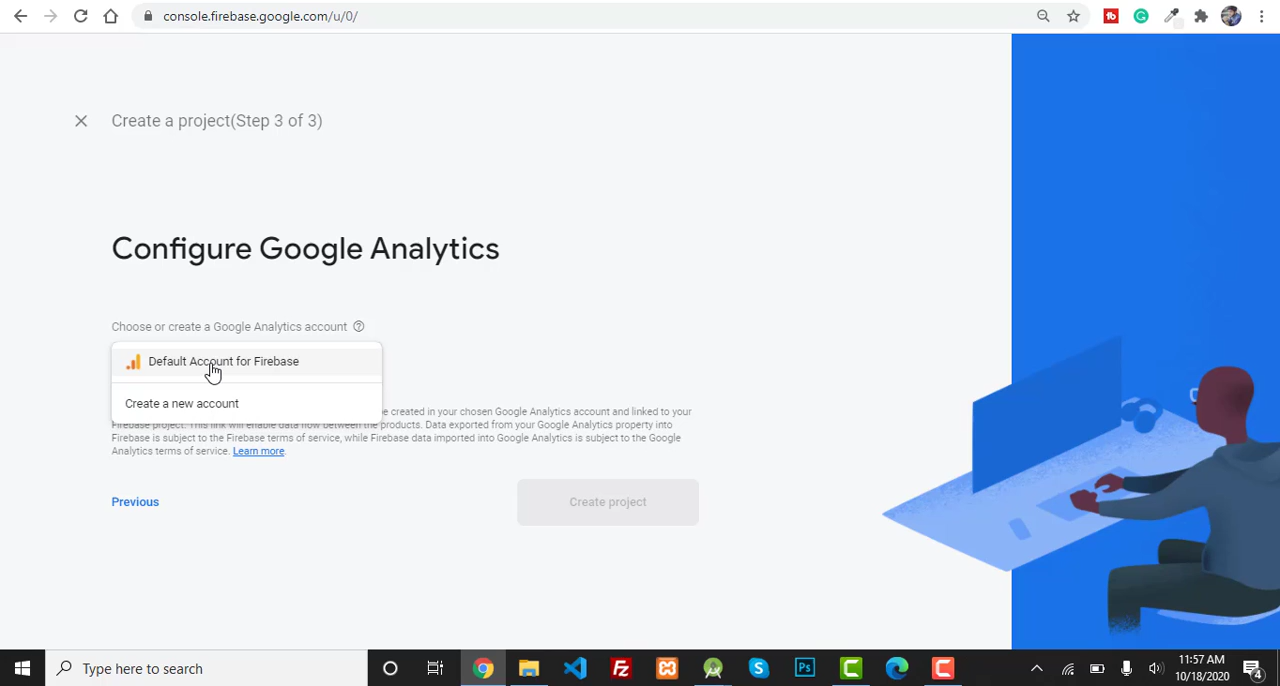 console.firebase.google.com/u/0/
Create a project(Step 3 of 3)
Configure Google Analytics
Choose or create a Google Analytics account
Default Account for Firebase
Create a new account
be created in your chosen Google Analytics account and linked to your
Firebase project. This link will enable data flow between the products. Data exported from your Google Analytics property into
Firebase is subject to the Firebase terms of service, while Firebase data imported into Google Analytics is subject to the Google
Analytics terms of service. Learn more.
Previous
Create project
Type here to search
Ps
11:57 AM
10/18/2020
4